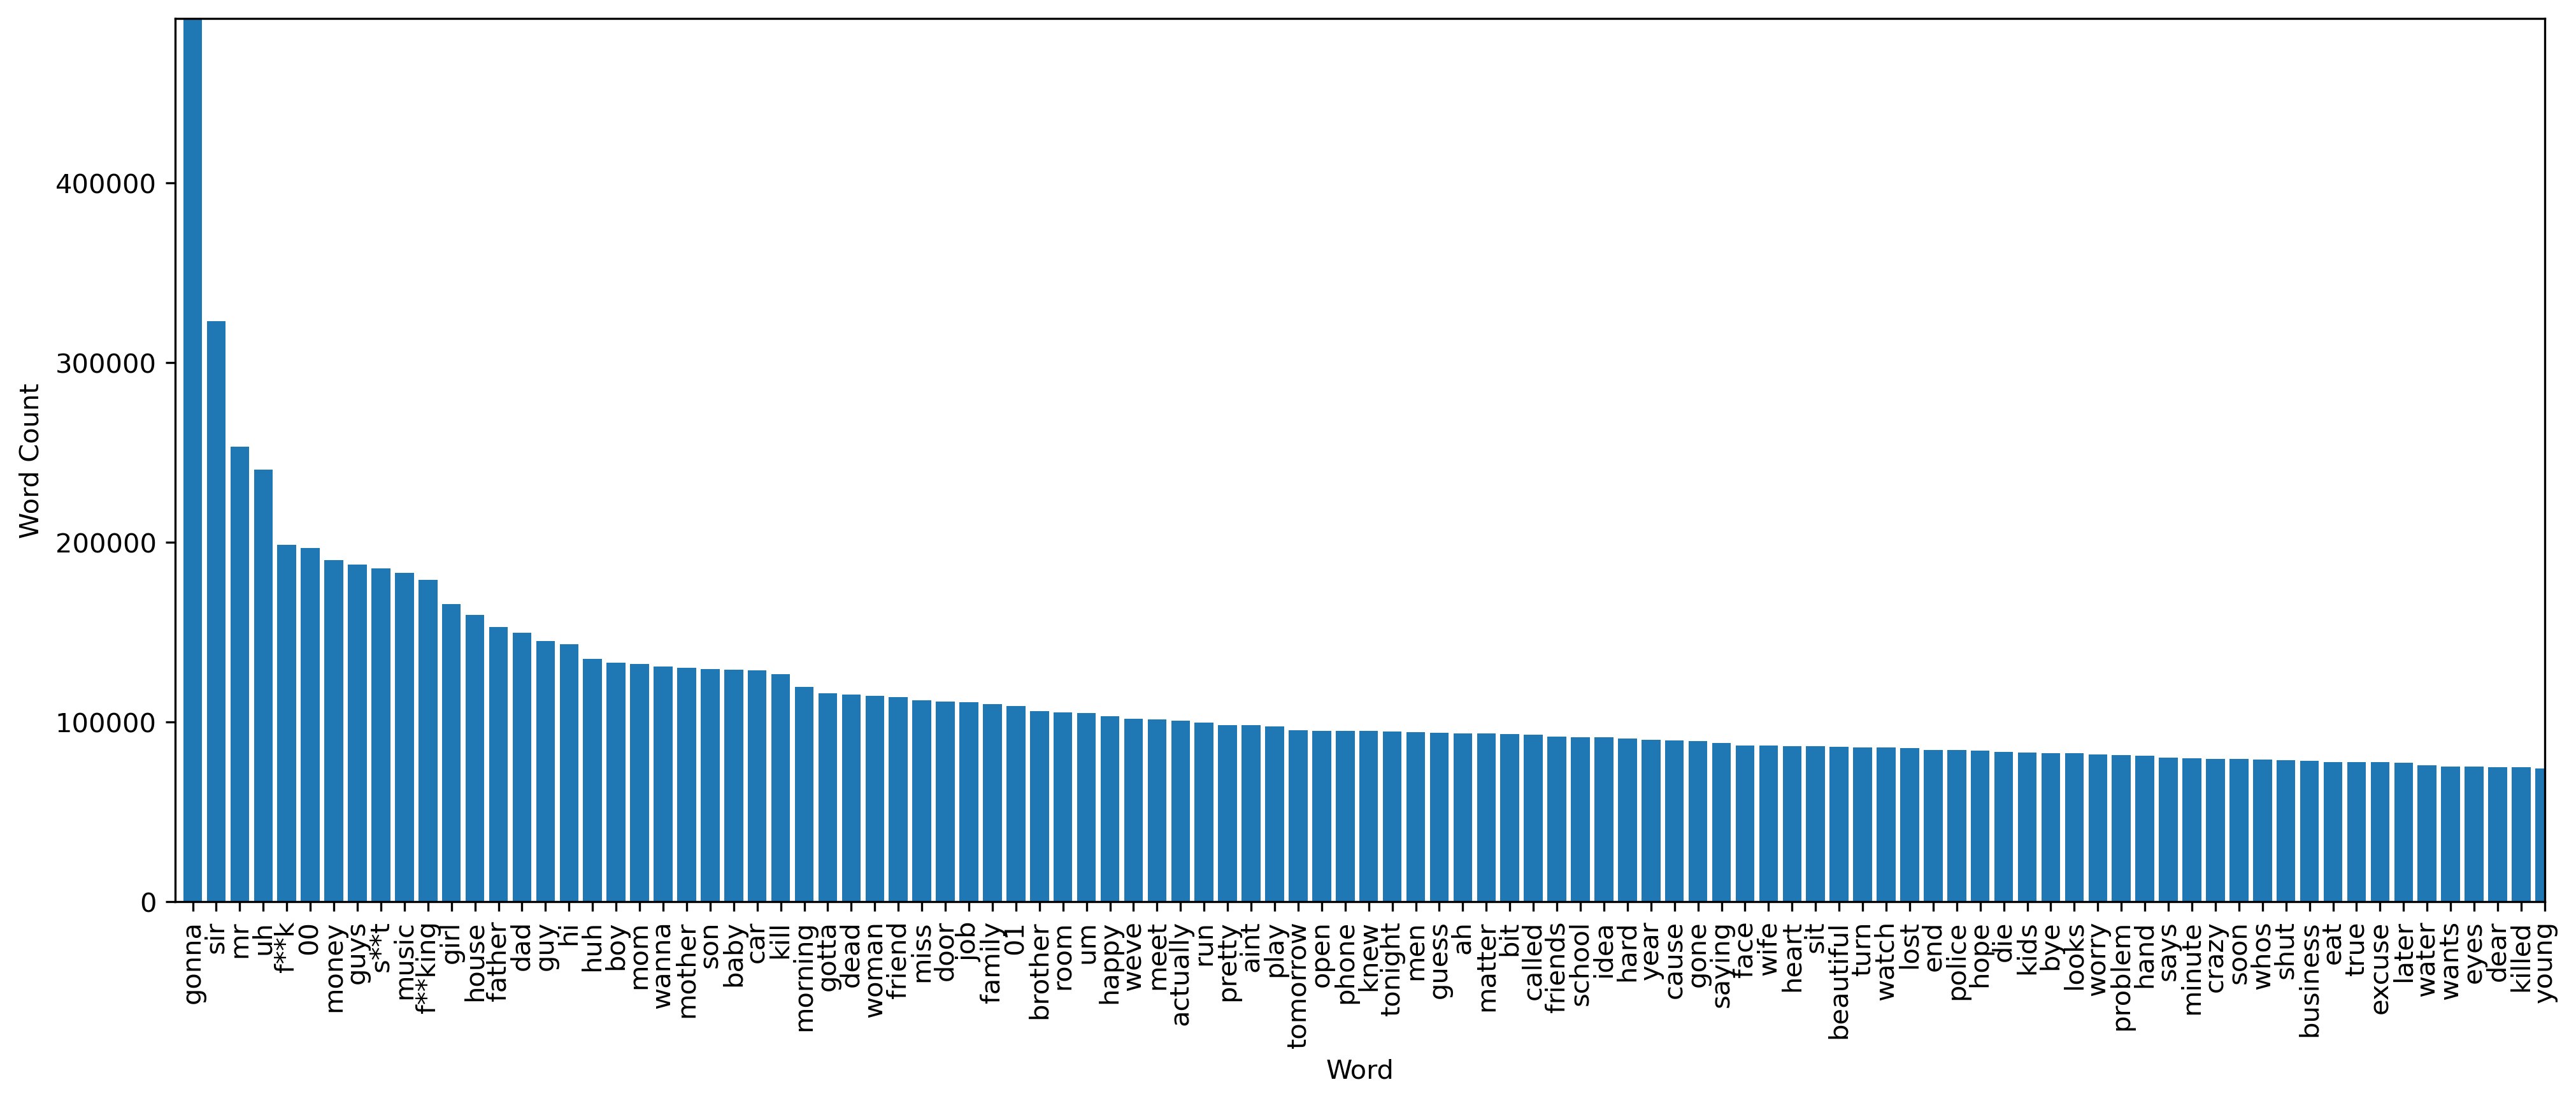 400000
300000
200000
100000
0
Word Count
gonna
sir
mr
uh
f**k
00
money
guys
s**t
music
f**king
girl
house
father
dad
guy
hi
huh
boy
mom
wanna
mother
son
baby
car
kill
morning
gotta
dead
woman
friend
miss
door
job
family
01
brother
room
um
happy
weve
meet
actually
run
pretty
aint
play
tomorrow
open
phone
knew
tonight
men
guess
ah
matter
bit
called
friends
school
idea
hard
year
cause
gone
saying
face
wife
heart
sit
beautiful
turn
watch
lost
end
police
hope
die
kids
bye
looks
worry
problem
hand
says
minute
crazy
soon
whos
shut
business
eat
true
excuse
later
water
wants
eyes
dear
killed
young
Word